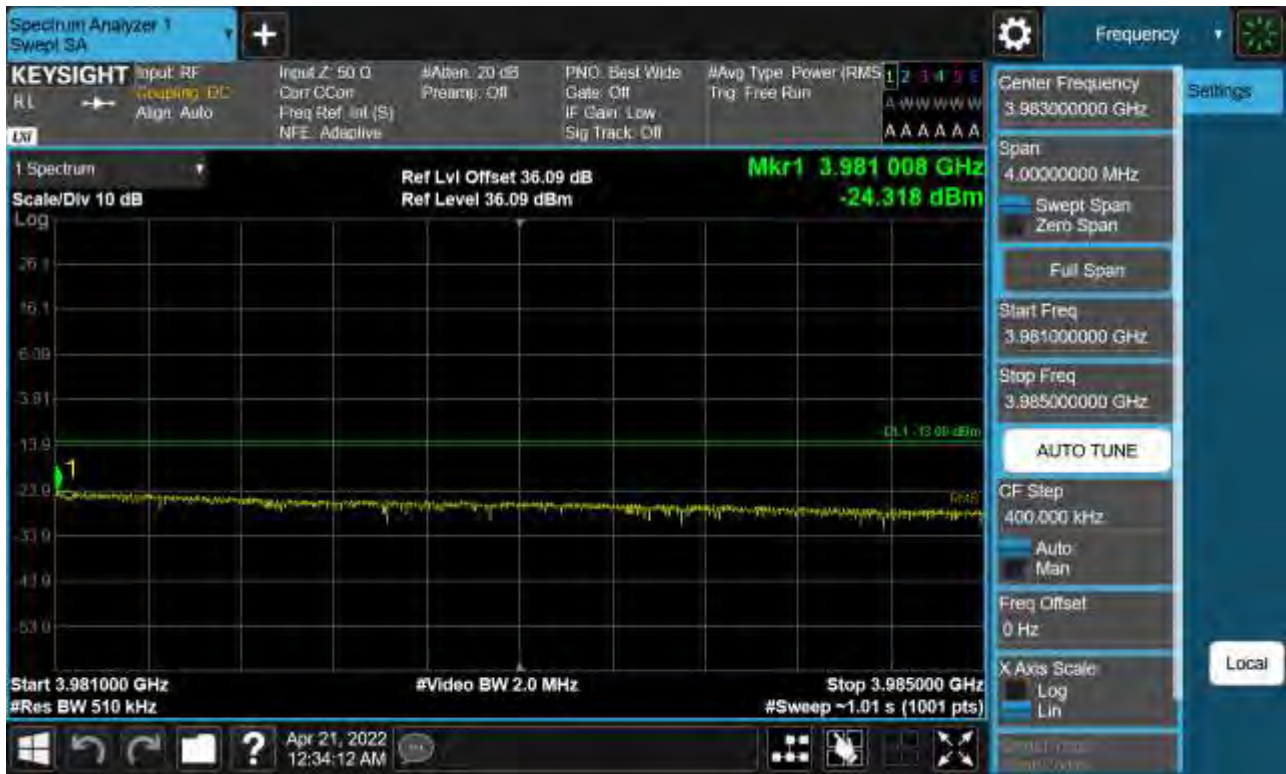 Spectrum Analyzer 1
Swept SA
+
Frequency
KEYSIGHT
RL
LXI
Input: RF
Coupling: DC
Align: Auto
Input Z: 50 Ω
Corr CCorr
Freq Ref: Int (S)
NFE: Adaptive
#Atten: 20 dB
Preamp: Off
PNO: Best Wide
Gate: Off
IF Gain: Low
Sig Track: Off
#Avg Type: Power (RMS
Trig: Free Run
1 2 3 4 5 6
A W W W W W
A A A A A A
1 Spectrum
Scale/Div 10 dB
Log
Ref Lvl Offset 36.09 dB
Ref Level 36.09 dBm
Mkr1 3.981 008 GHz
-24.318 dBm
26.1
16.1
6.09
-3.91
-13.9
-23.9
-33.9
-43.9
-53.9
DL1 -13.09 dBm
1
RMS
Start 3.981000 GHz
#Res BW 510 kHz
#Video BW 2.0 MHz
Stop 3.985000 GHz
#Sweep ~1.01 s (1001 pts)
Center Frequency
3.983000000 GHz
Settings
Span
4.00000000 MHz
Swept Span
Zero Span
Full Span
Start Freq
3.981000000 GHz
Stop Freq
3.985000000 GHz
AUTO TUNE
CF Step
400.000 kHz
Auto
Man
Freq Offset
0 Hz
X Axis Scale
Log
Lin
Local
?
Apr 21, 2022
12:34:12 AM